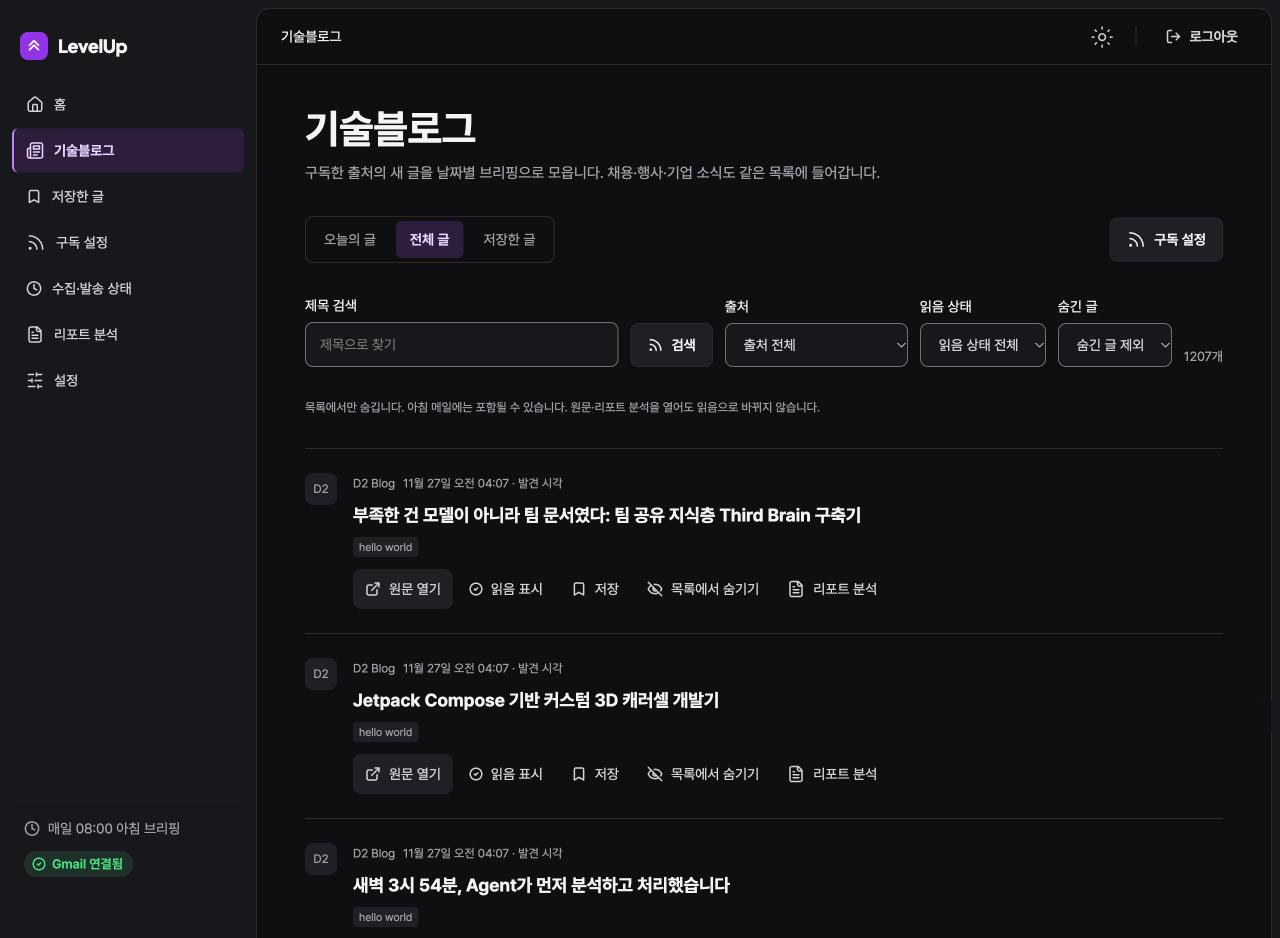 LevelUp
홈
기술블로그
저장한 글
구독 설정
수집·발송 상태
리포트 분석
설정
매일 08:00 아침 브리핑
Gmail 연결됨
기술블로그
로그아웃
기술블로그
구독한 출처의 새 글을 날짜별 브리핑으로 모읍니다. 채용·행사·기업 소식도 같은 목록에 들어갑니다.
오늘의 글 전체 글 저장한 글
구독 설정
제목 검색
제목으로 찾기
검색
출처
출처 전체
읽음 상태
읽음 상태 전체
숨긴 글
숨긴 글 제외
1207개
목록에서만 숨깁니다. 아침 메일에는 포함될 수 있습니다. 원문·리포트 분석을 열어도 읽음으로 바뀌지 않습니다.
D2
D2 Blog 11월 27일 오전 04:07 · 발견 시각
부족한 건 모델이 아니라 팀 문서였다: 팀 공유 지식층 Third Brain 구축기
hello world
원문 열기 읽음 표시 저장 목록에서 숨기기 리포트 분석
D2
D2 Blog 11월 27일 오전 04:07 · 발견 시각
Jetpack Compose 기반 커스텀 3D 캐러셀 개발기
hello world
원문 열기 읽음 표시 저장 목록에서 숨기기 리포트 분석
D2
D2 Blog 11월 27일 오전 04:07 · 발견 시각
새벽 3시 54분, Agent가 먼저 분석하고 처리했습니다
hello world